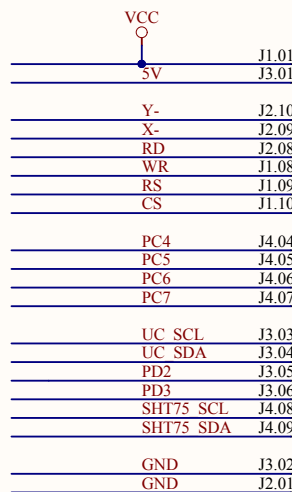 VCC
J1.01
5V J3.01
Y- J2.10
X- J2.09
RD J2.08
WR J1.08
RS J1.09
CS J1.10
PC4 J4.04
PC5 J4.05
PC6 J4.06
PC7 J4.07
UC_SCL J3.03
UC_SDA J3.04
PD2 J3.05
PD3 J3.06
SHT75_SCL J4.08
SHT75_SDA J4.09
GND J3.02
GND J2.01